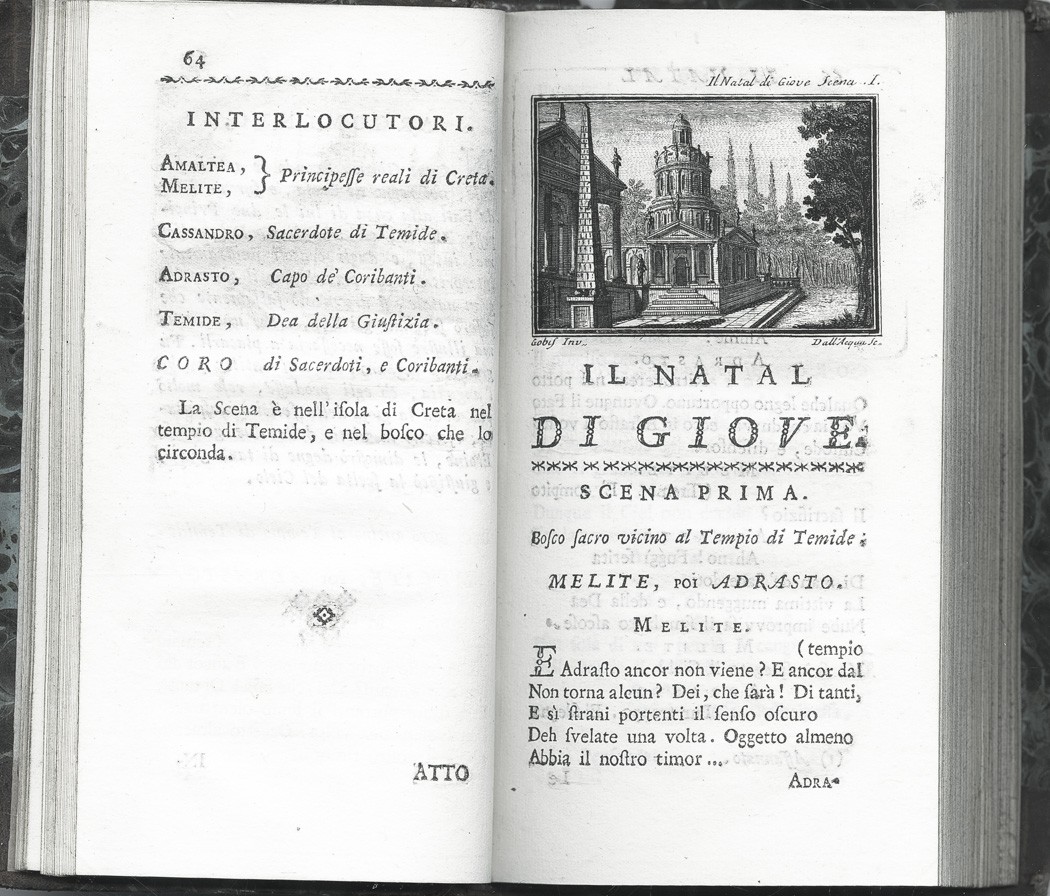 64
INTERLOCUTORI.
AMALTEA,
MELITE,
} Principeſſe reali di Creta.
CASSANDRO, Sacerdote di Temide.
ADRASTO, Capo de' Coribanti.
TEMIDE, Dea della Giuſtizia.
CORO di Sacerdoti, e Coribanti.
La Scena è nell' iſola di Creta nel
tempio di Temide, e nel boſco che lo
circonda.
ATTO
Il Natal di Giove Scena . I.
Gobis Inv.
Dall'Acqua Sc.
IL NATAL
DI GIOVE.
SCENA PRIMA.
Boſco ſacro vicino al Tempio di Temide;
MELITE, poi ADRASTO.
MELITE.
(tempio
E Adraſto ancor non viene? E ancor dal
Non torna alcun? Dei, che ſarà! Di tanti,
E sì ſtrani portenti il ſenſo oſcuro
Deh ſvelate una volta. Oggetto almeno
Abbia il noſtro timor ...
ADRA-